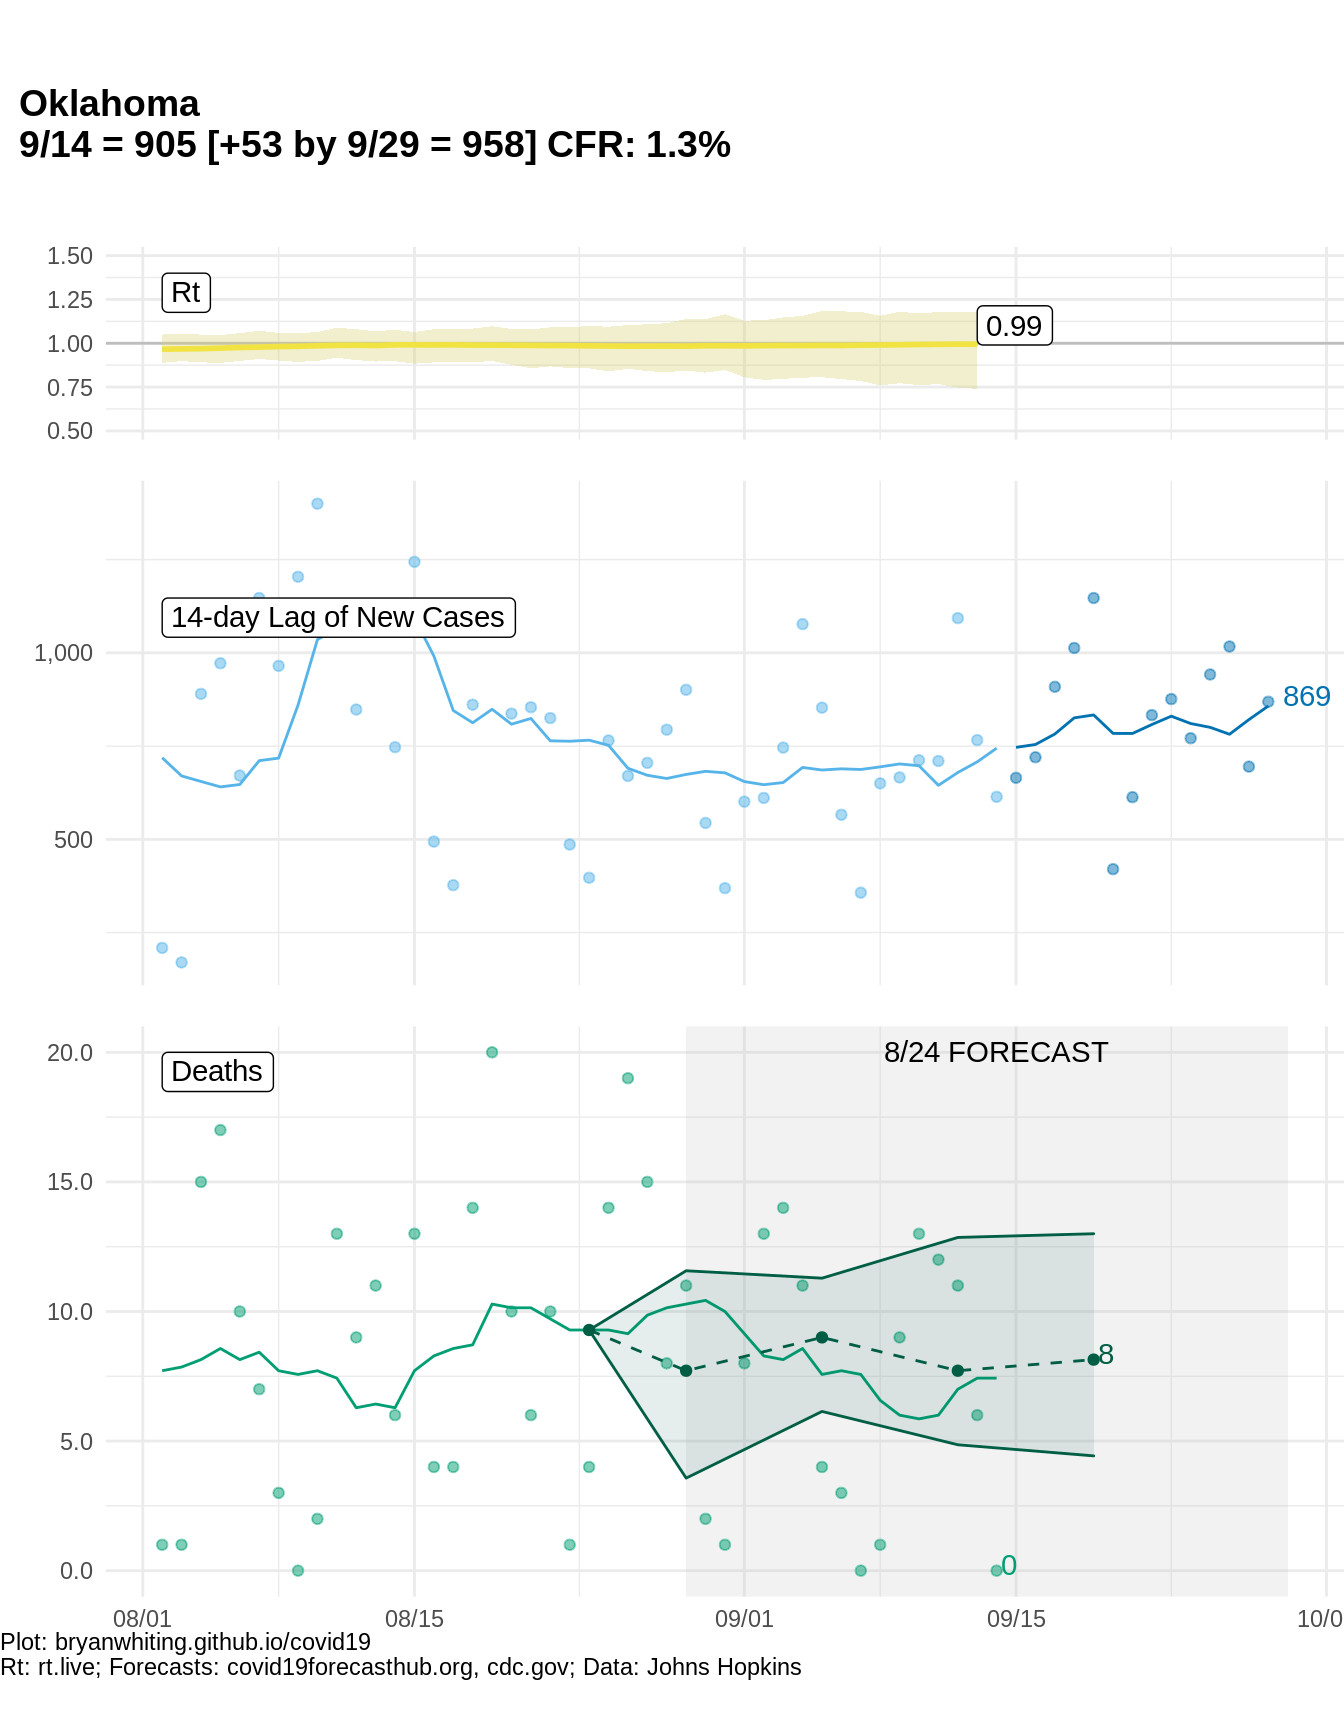 Oklahoma
9/14 = 905 [+53 by 9/29 = 958] CFR: 1.3%
1.50
1.25
1.00
0.75
0.50
Rt
0.99
1,000
500
14-day Lag of New Cases
869
20.0
15.0
10.0
5.0
0.0
Deaths
8/24 FORECAST
8
0
08/01
08/15
09/01
09/15
10/0
Plot: bryanwhiting.github.io/covid19
Rt: rt.live; Forecasts: covid19forecasthub.org, cdc.gov; Data: Johns Hopkins